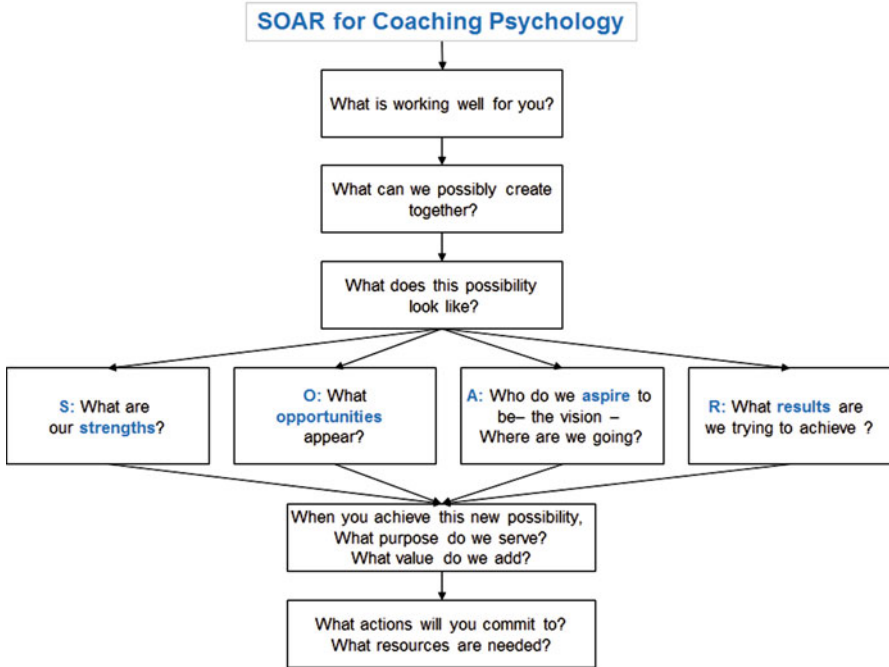 SOAR for Coaching Psychology
What is working well for you?
What can we possibly create
together?
What does this possibility
look like?
S: What are
our strengths?
O: What
opportunities
appear?
A: Who do we aspire to
be– the vision –
Where are we going?
R: What results are
we trying to achieve ?
When you achieve this new possibility,
What purpose do we serve?
What value do we add?
What actions will you commit to?
What resources are needed?